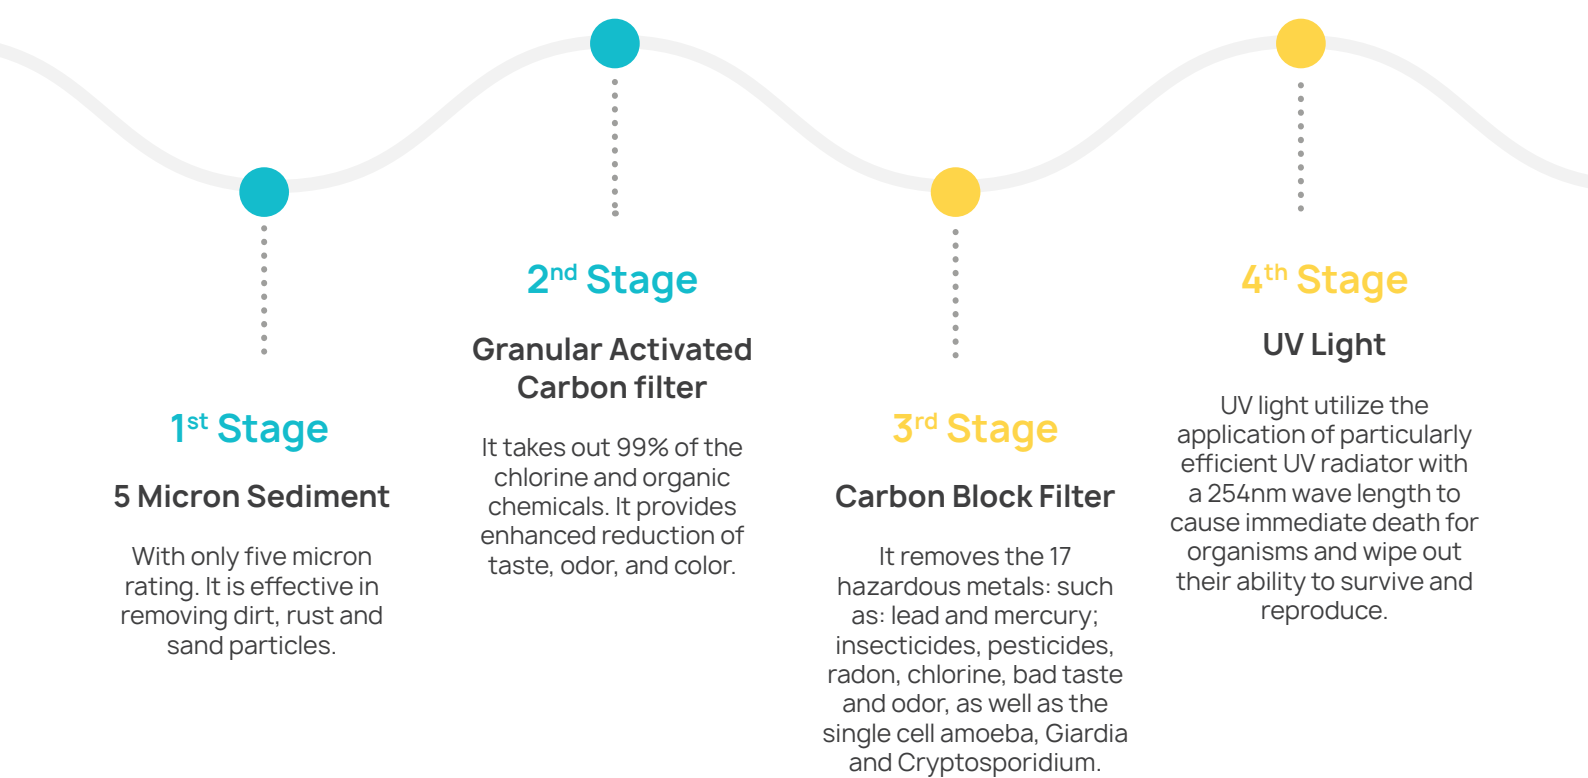 1st Stage
5 Micron Sediment
With only five micron
rating. It is effective in
removing dirt, rust and
sand particles.
2nd Stage
Granular Activated
Carbon filter
It takes out 99% of the
chlorine and organic
chemicals. It provides
enhanced reduction of
taste, odor, and color.
3rd Stage
Carbon Block Filter
It removes the 17
hazardous metals: such
as: lead and mercury;
insecticides, pesticides,
radon, chlorine, bad taste
and odor, as well as the
single cell amoeba, Giardia
and Cryptosporidium.
4th Stage
UV Light
UV light utilize the
application of particularly
efficient UV radiator with
a 254nm wave length to
cause immediate death for
organisms and wipe out
their ability to survive and
reproduce.